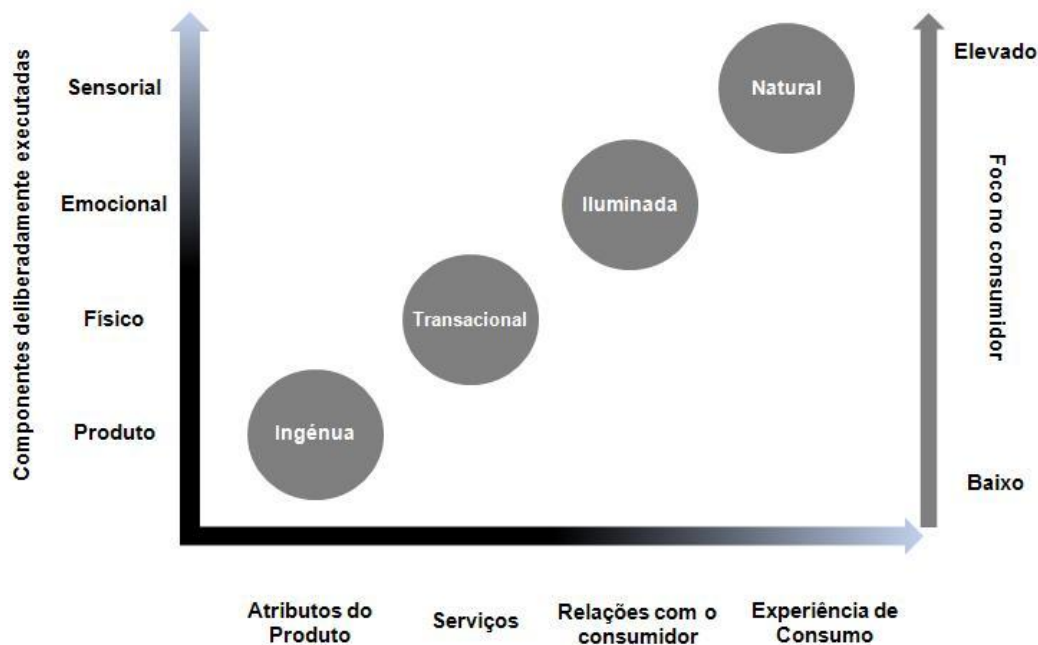 Componentes deliberadamente executadas
Sensorial
Emocional
Físico
Produto
Natural
Iluminada
Transacional
Ingénua
Elevado
Foco no consumidor
Baixo
Atributos do
Produto
Serviços
Relações com o
consumidor
Experiência de
Consumo